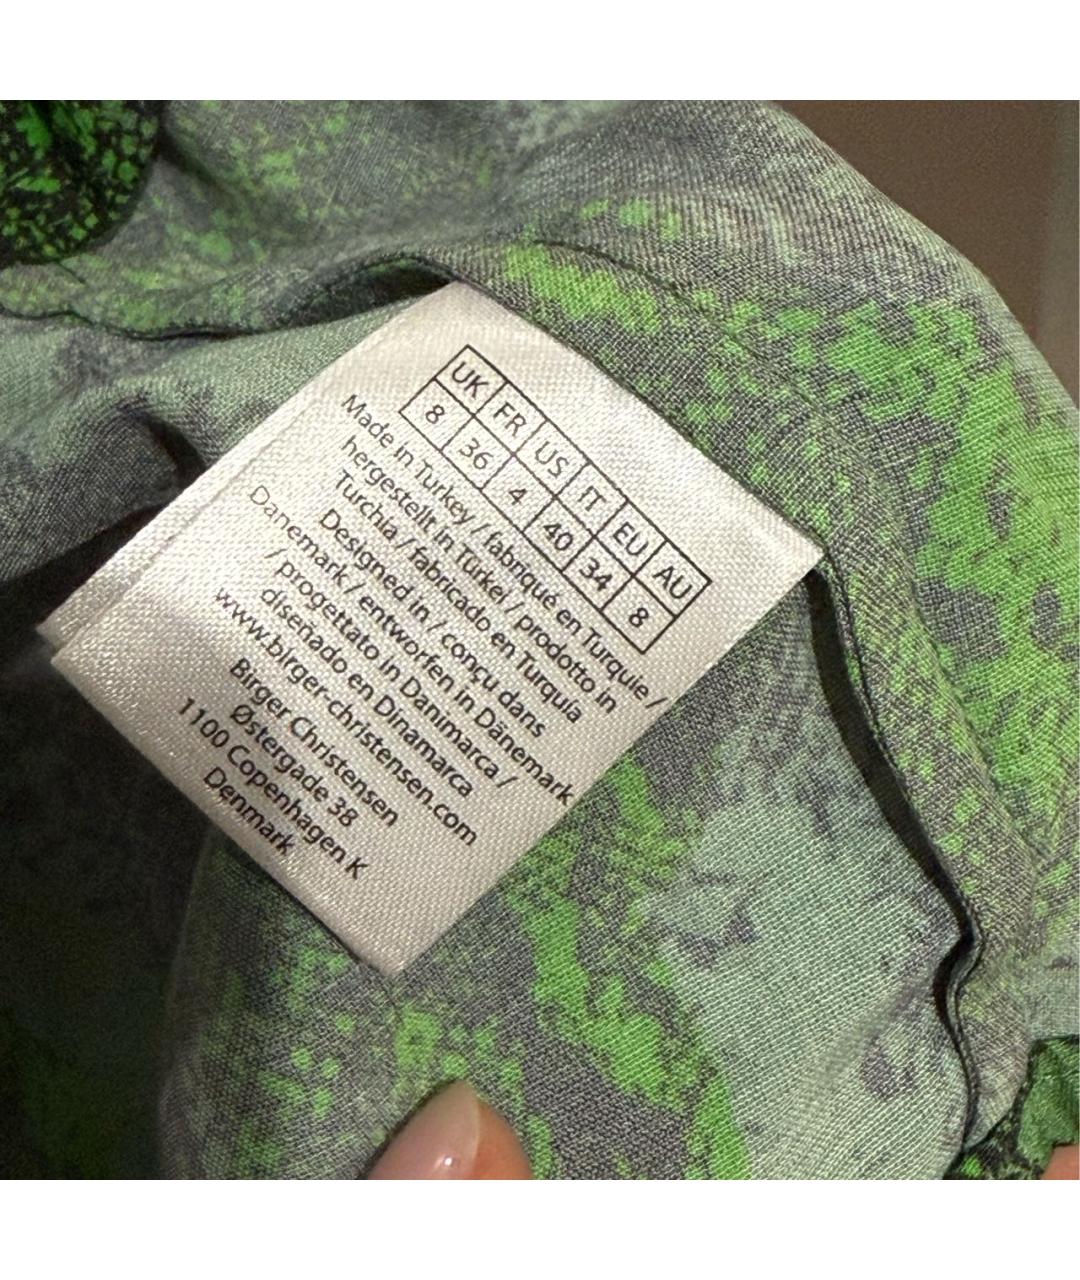 UK FR US IT EU AU
8 36 4 40 34 8
Made in Turkey / fabriqué en Turquie /
hergestellt in Türkei / prodotto in
Turchia / fabricado en Turquia
Designed in / conçu dans
Danemark / entworfen in Dänemark
/ progettato in Danimarca /
diseñado en Dinamarca
www.birger-christensen.com
Birger Christensen
Østergade 38
1100 Copenhagen K
Denmark